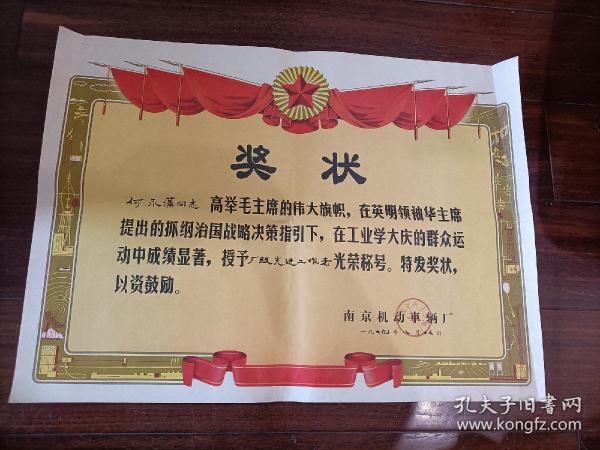 奖状
何永藻同志 高举毛主席的伟大旗帜，在英明领袖华主席
提出的抓纲治国战略决策指引下，在工业学大庆的群众运
动中成绩显著，授予厂级先进工作者光荣称号。特发奖状，
以资鼓励。
南京机动车辆厂
孔夫子旧书网
www.kongfz.com